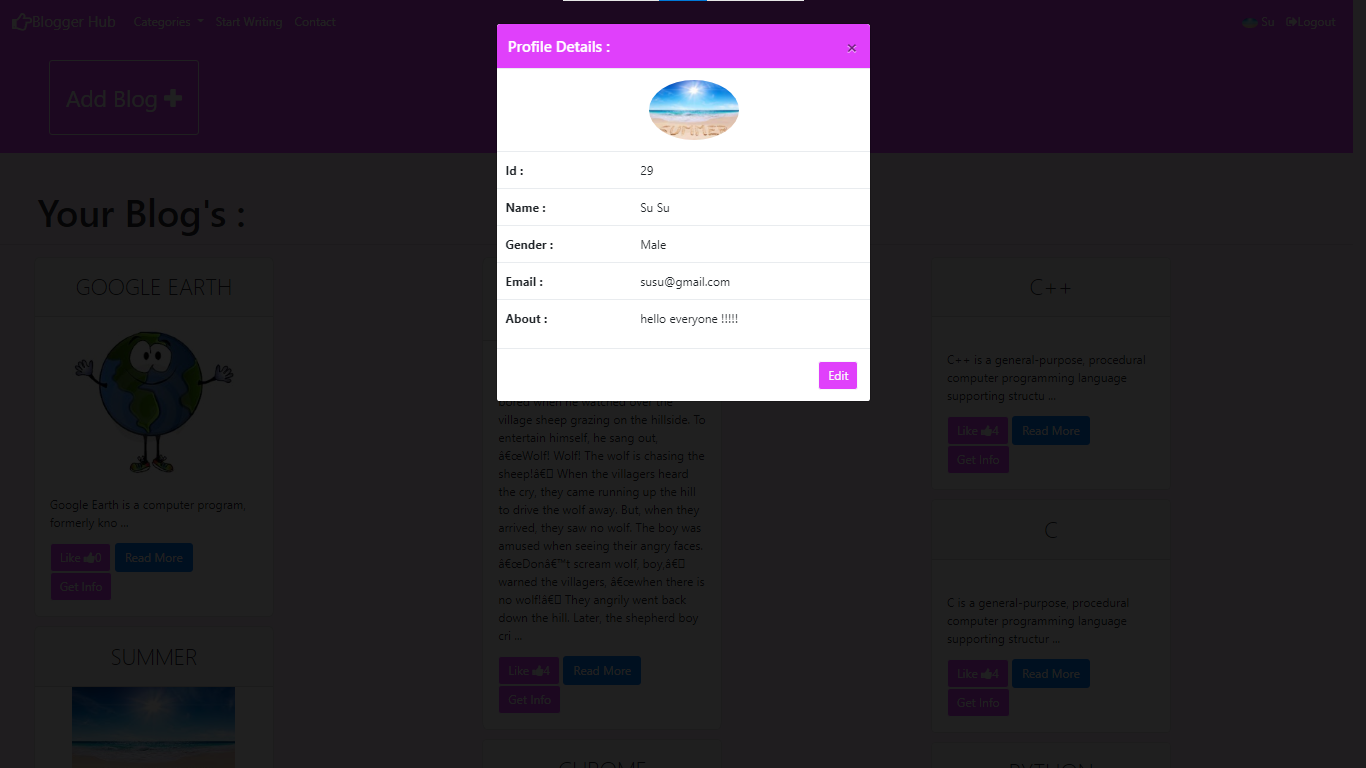 Blogger Hub Categories Start Writing Contact Su Logout
Add Blog
Profile Details : ×
SUMMER
Id : 29
Name : Su Su
Gender : Male
Email : susu@gmail.com
About : hello everyone !!!!!
Edit
Your Blog's :
GOOGLE EARTH
Google Earth is a computer program,
formerly kno ...
Like 0 Read More
Get Info
SUMMER
bored when he watched over the
village sheep grazing on the hillside. To
entertain himself, he sang out,
“Wolf! Wolf! The wolf is chasing the
sheep!†When the villagers heard
the cry, they came running up the hill
to drive the wolf away. But, when they
arrived, they saw no wolf. The boy was
amused when seeing their angry faces.
“Don’t scream wolf, boy,â€
warned the villagers, “when there is
no wolf!†They angrily went back
down the hill. Later, the shepherd boy
cri ...
Like 4 Read More
Get Info
CHROME
C++
C++ is a general-purpose, procedural
computer programming language
supporting structu ...
Like 4 Read More
Get Info
C
C is a general-purpose, procedural
computer programming language
supporting structur ...
Like 4 Read More
Get Info
PYTHON